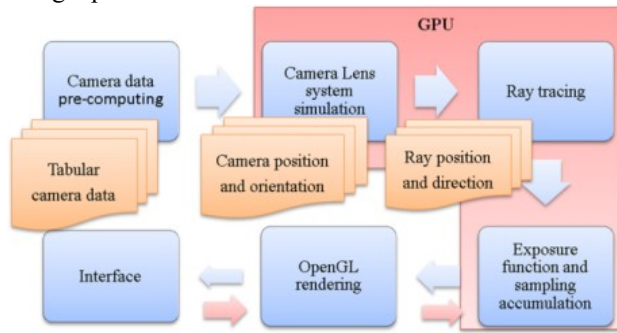 GPU
Camera data
pre-computing
Camera Lens
system
simulation
Ray tracing
Tabular
camera data
Camera position
and orientation
Ray position
and direction
Interface
OpenGL
rendering
Exposure
function and
sampling
accumulation